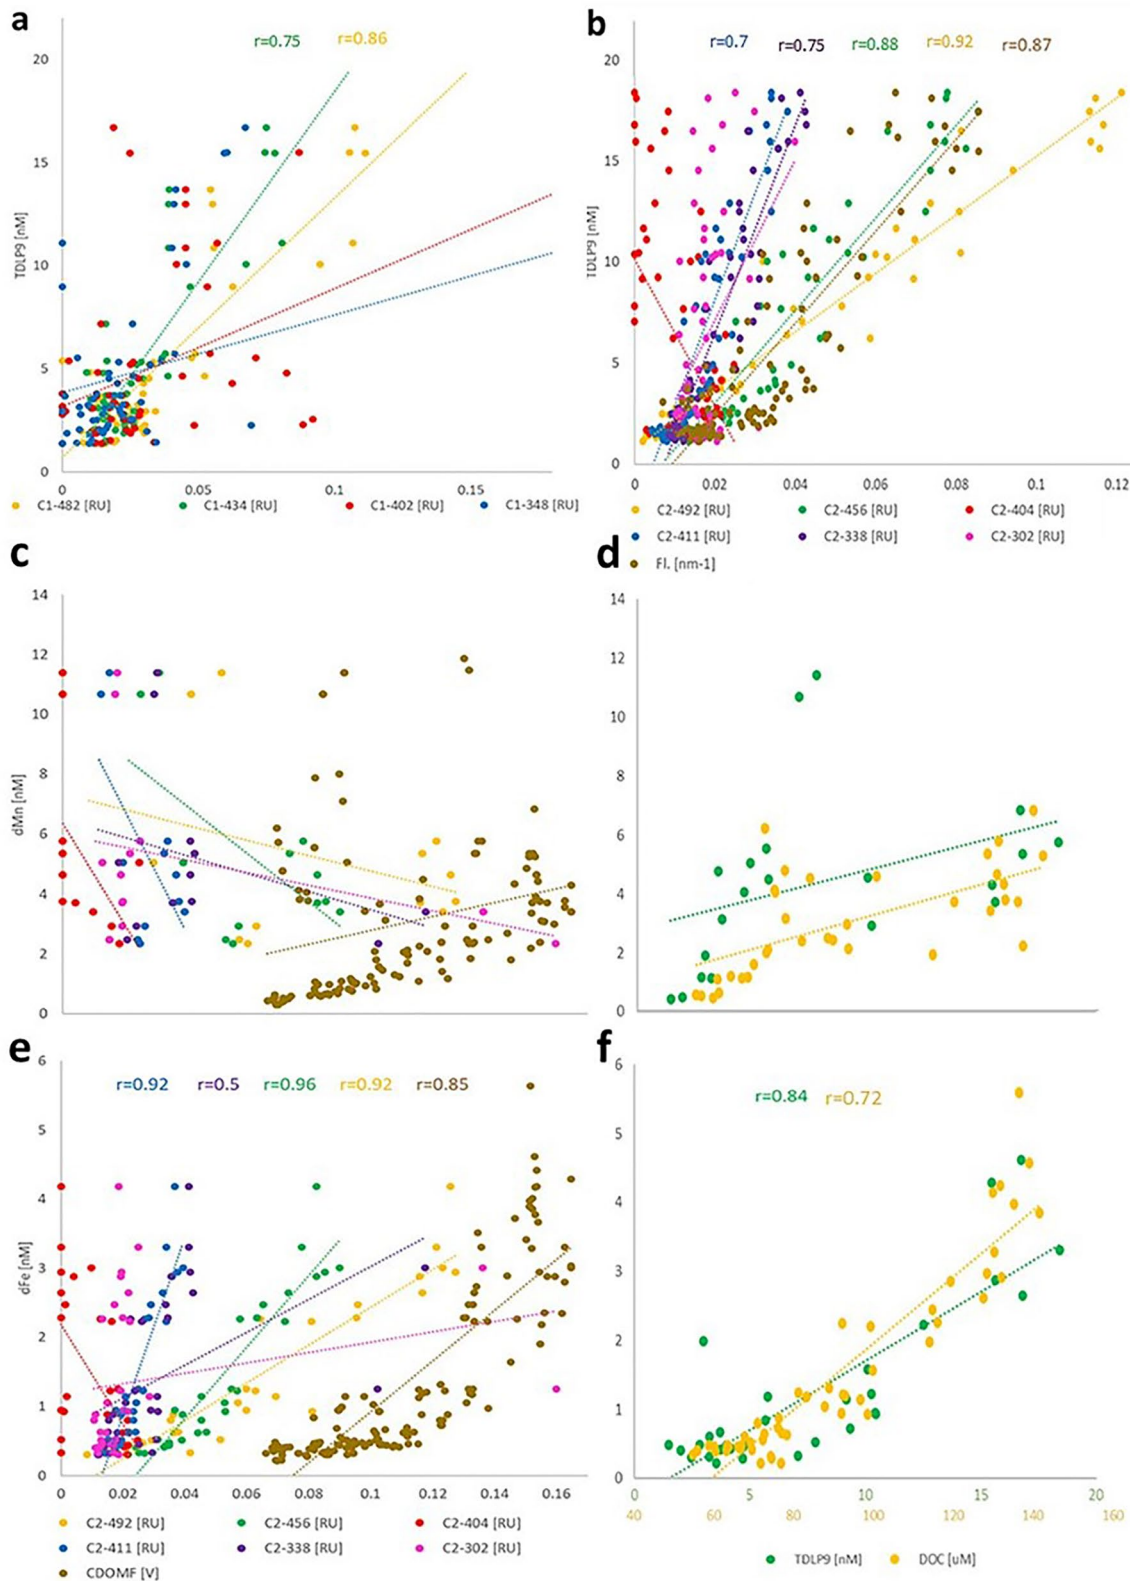 a
r=0.75 r=0.86
20
15
10
5
0
TDLP9 [nM]
0 0.05 0.1 0.15
C1-482 [RU] C1-434 [RU] C1-402 [RU] C1-348 [RU]
b
r=0.7 r=0.75 r=0.88 r=0.92 r=0.87
20
15
10
5
0
TDLP9 [nM]
0 0.02 0.04 0.06 0.08 0.1 0.12
C2-492 [RU] C2-456 [RU] C2-404 [RU]
C2-411 [RU] C2-338 [RU] C2-302 [RU]
Fl. [nm-1]
c
14
12
10
8
6
4
2
0
dMn [nM]
d
14
12
10
8
6
4
2
0
e
r=0.92 r=0.5 r=0.96 r=0.92 r=0.85
6
5
4
3
2
1
0
dFe [nM]
0 0.02 0.04 0.06 0.08 0.1 0.12 0.14 0.16
C2-492 [RU] C2-456 [RU] C2-404 [RU]
C2-411 [RU] C2-338 [RU] C2-302 [RU]
CDOMF [V]
f
r=0.84 r=0.72
6
5
4
3
2
1
0
0 5 10 15 20
40 60 80 100 120 140 160
TDLP9 [nM] DOC [uM]